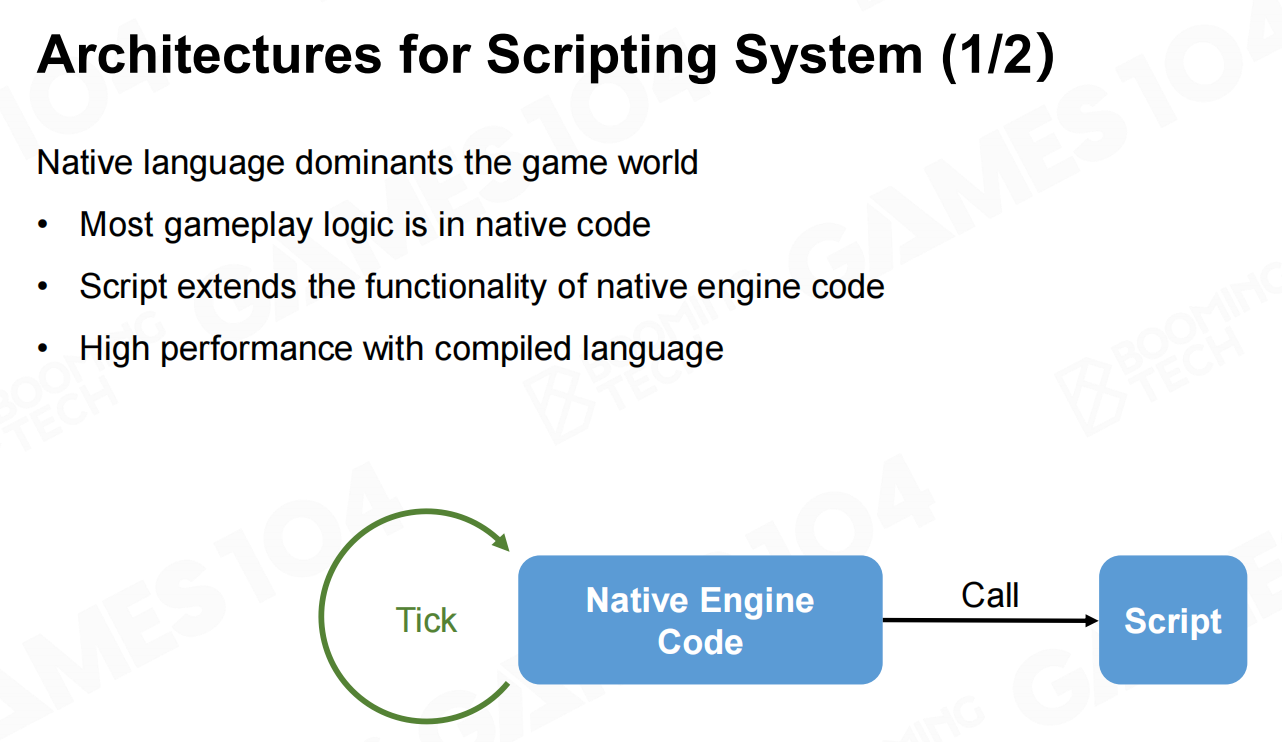 Architectures for Scripting System (1/2)
Native language dominants the game world
• Most gameplay logic is in native code
• Script extends the functionality of native engine code
• High performance with compiled language
Tick
Native Engine
Code
Call
Script
GAMES 104
BOOMING
TECH